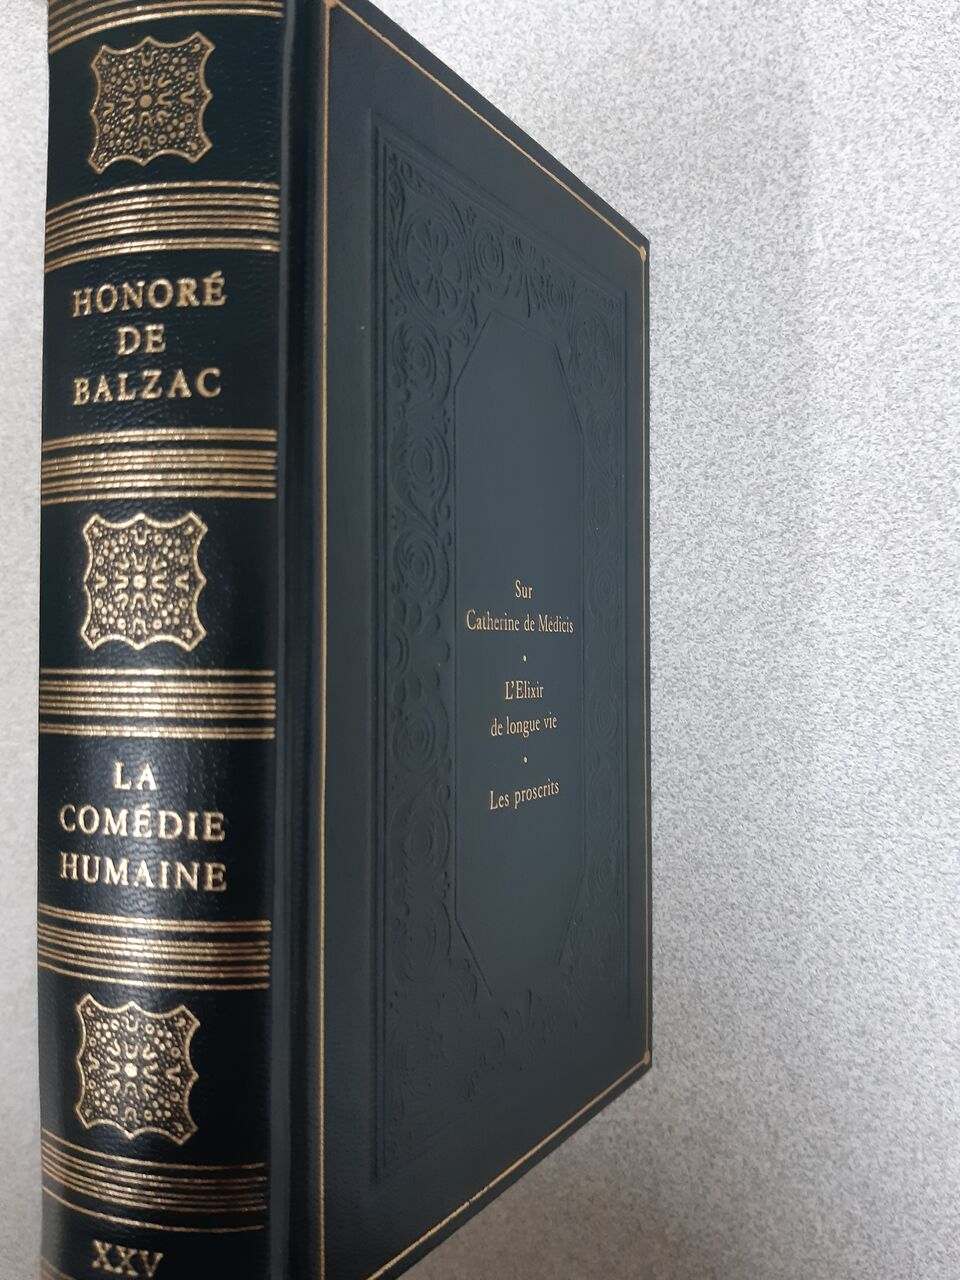 HONORÉ
DE
BALZAC
LA
COMÉDIE
HUMAINE
XXV
Sur
Catherine de Médicis
•
L'Elixir
de longue vie
•
Les proscrits